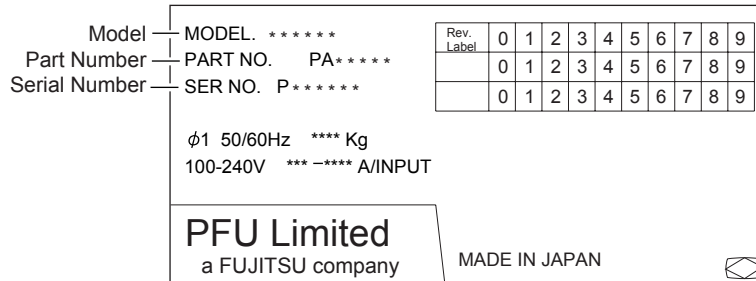 Model
MODEL. ******
Rev. Label 0 1 2 3 4 5 6 7 8 9
Part Number
PART NO. PA*****
0 1 2 3 4 5 6 7 8 9
Serial Number
SER NO. P******
0 1 2 3 4 5 6 7 8 9
ϕ1 50/60Hz **** Kg
100-240V *** –**** A/INPUT
PFU Limited
a FUJITSU company
MADE IN JAPAN